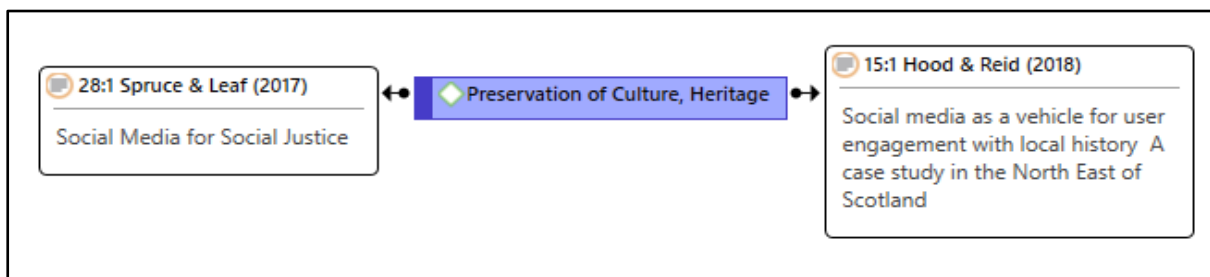 28:1 Spruce & Leaf (2017)
Social Media for Social Justice
Preservation of Culture, Heritage
15:1 Hood & Reid (2018)
Social media as a vehicle for user
engagement with local history  A
case study in the North East of
Scotland